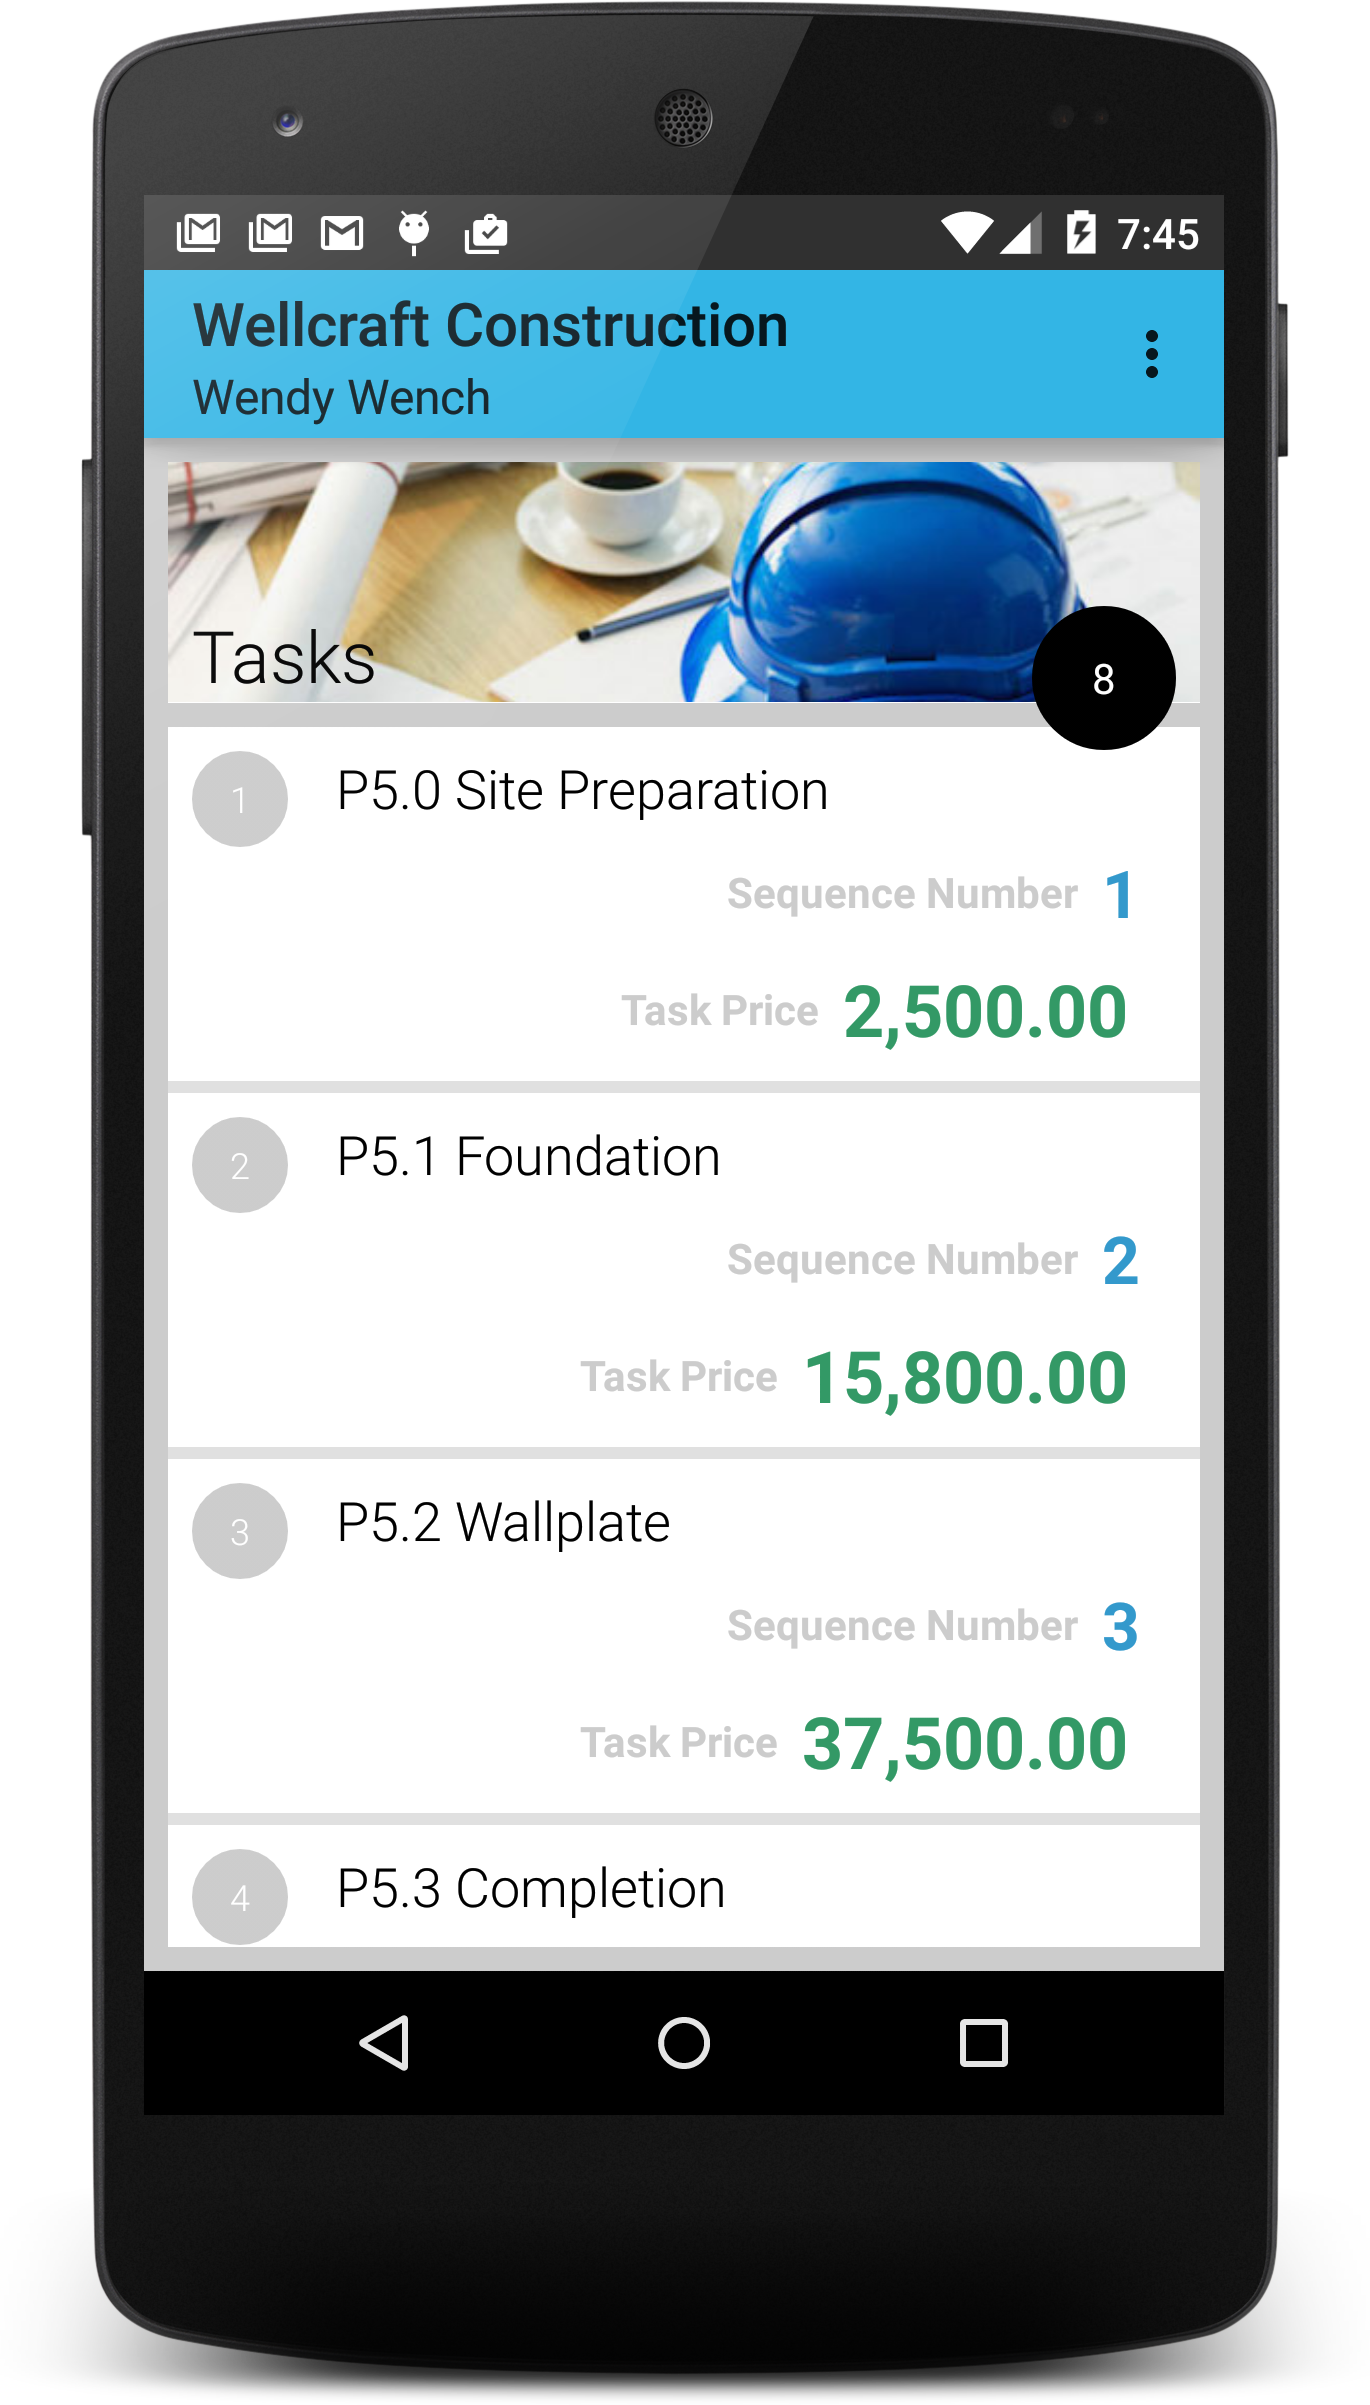 7:45
Wellcraft Construction
Wendy Wench
Tasks
8
1
P5.0 Site Preparation
Sequence Number 1
Task Price 2,500.00
2
P5.1 Foundation
Sequence Number 2
Task Price 15,800.00
3
P5.2 Wallplate
Sequence Number 3
Task Price 37,500.00
4
P5.3 Completion